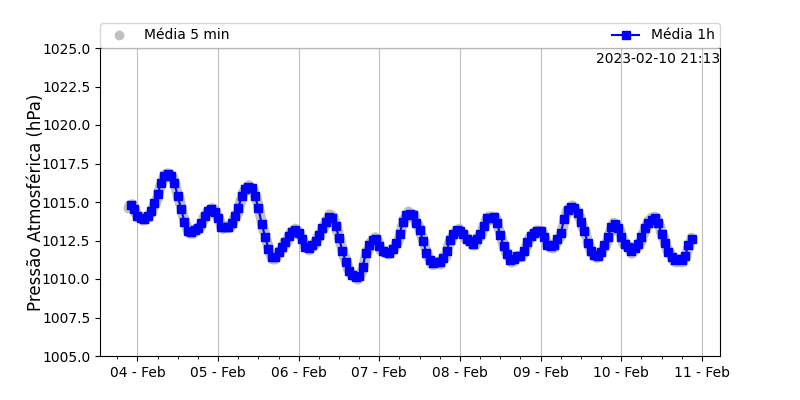 Média 5 min
Média 1h
2023-02-10 21:13
Pressão Atmosférica (hPa)
1025.0
1022.5
1020.0
1017.5
1015.0
1012.5
1010.0
1007.5
1005.0
04 - Feb
05 - Feb
06 - Feb
07 - Feb
08 - Feb
09 - Feb
10 - Feb
11 - Feb